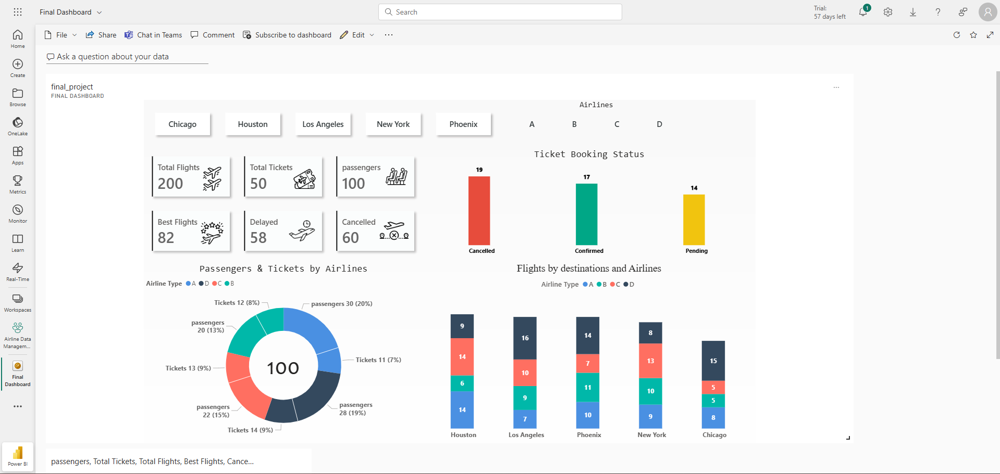 Final Dashboard
Search
Trial:
57 days left
1
File
Share
Chat in Teams
Comment
Subscribe to dashboard
Edit
Home
Create
Browse
OneLake
Apps
Metrics
Monitor
Learn
Real-Time
Workspaces
Airline Data
Managem...
Final
Dashboard
Power BI
Ask a question about your data
final_project
FINAL DASHBOARD
Chicago
Houston
Los Angeles
New York
Phoenix
Airlines
A
B
C
D
Total Flights
200
Total Tickets
50
passengers
100
Best Flights
82
Delayed
58
Cancelled
60
Ticket Booking Status
19
17
14
Cancelled
Confirmed
Pending
Passengers & Tickets by Airlines
Airline Type A D C B
Tickets 12 (8%)
passengers 30 (20%)
passengers
20 (13%)
Tickets 11 (7%)
Tickets 13 (9%)
100
passengers
22 (15%)
passengers
28 (19%)
Tickets 14 (9%)
Flights by destinations and Airlines
Airline Type A B C D
9
14
6
14
Houston
16
10
9
7
Los Angeles
14
7
11
10
Phoenix
8
13
10
9
New York
15
5
5
8
Chicago
passengers, Total Tickets, Total Flights, Best Flights, Cance...